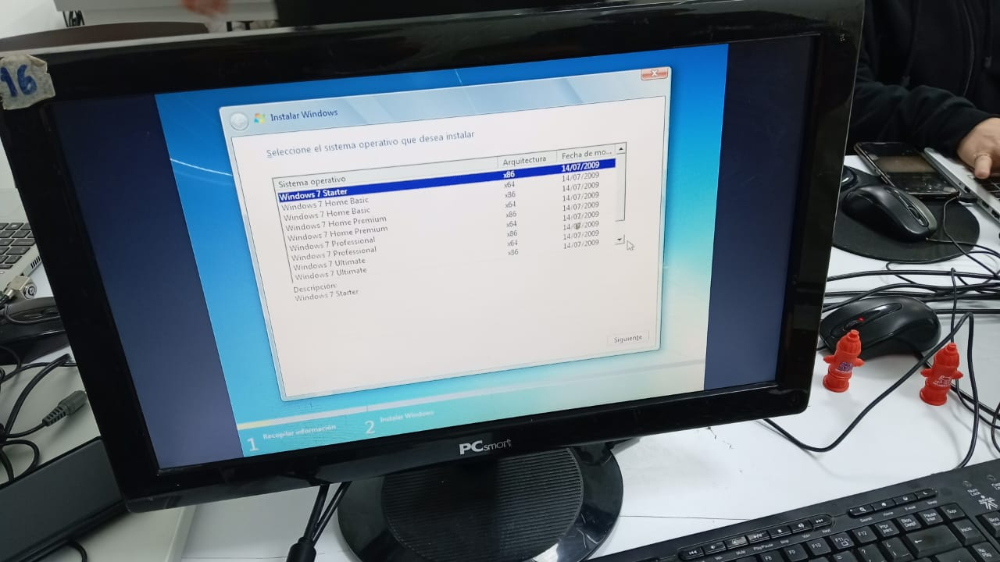 16
Instalar Windows
Seleccione el sistema operativo que desea instalar
Sistema operativo Arquitectura Fecha de mo...
Windows 7 Starter x86 14/07/2009
Windows 7 Home Basic x64 14/07/2009
Windows 7 Home Basic x86 14/07/2009
Windows 7 Home Premium x64 14/07/2009
Windows 7 Home Premium x86 14/07/2009
Windows 7 Professional x64 14/07/2009
Windows 7 Professional x86 14/07/2009
Windows 7 Ultimate x64 14/07/2009
Windows 7 Ultimate x86 14/07/2009
Descripción:
Windows 7 Starter
Siguiente
1 Recopilar información 2 Instalar Windows
PCsmart